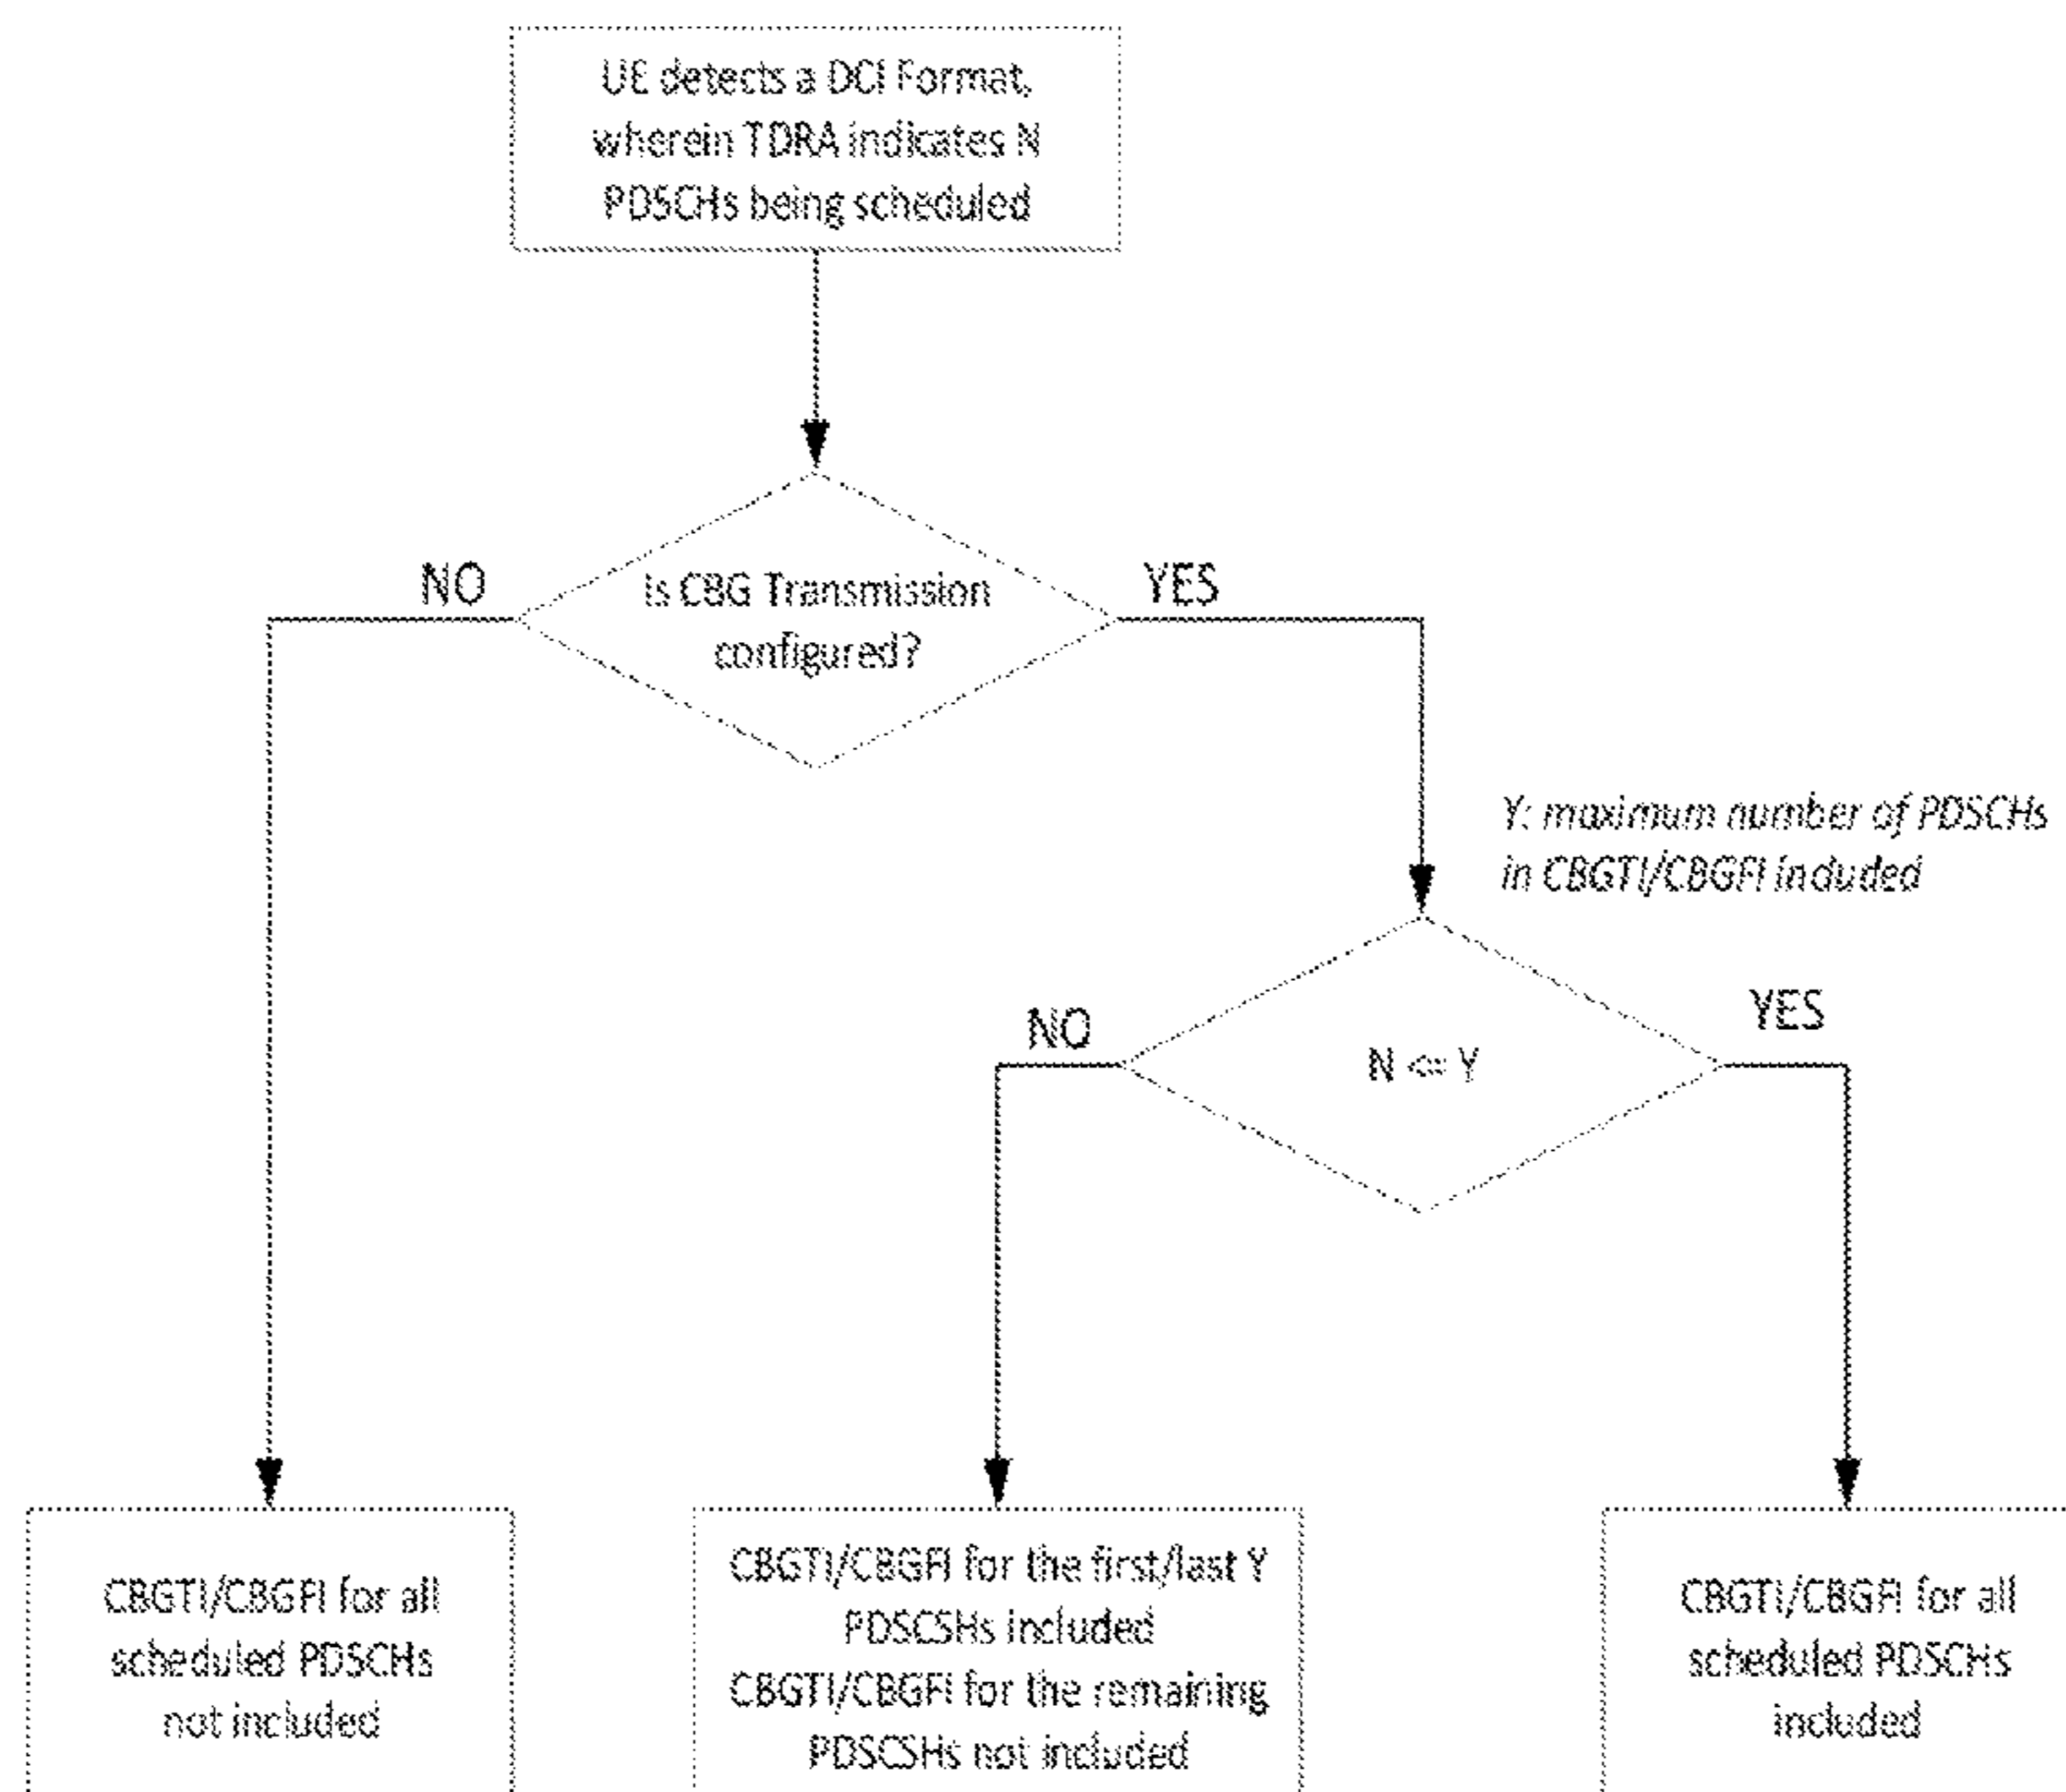 UE detects a DCI Format,
wherein TDRA indicates N
PDSCHs being scheduled
NO
Is CBG Transmission
configured?
YES
Y: maximum number of PDSCHs
in CBGTI/CBGFI included
NO
N <= Y
YES
CBGTI/CBGFI for all
scheduled PDSCHs
not included
CBGTI/CBGFI for the first/last Y
PDSCSHs included
CBGTI/CBGFI for the remaining
PDSCSHs not included
CBGTI/CBGFI for all
scheduled PDSCHs
included